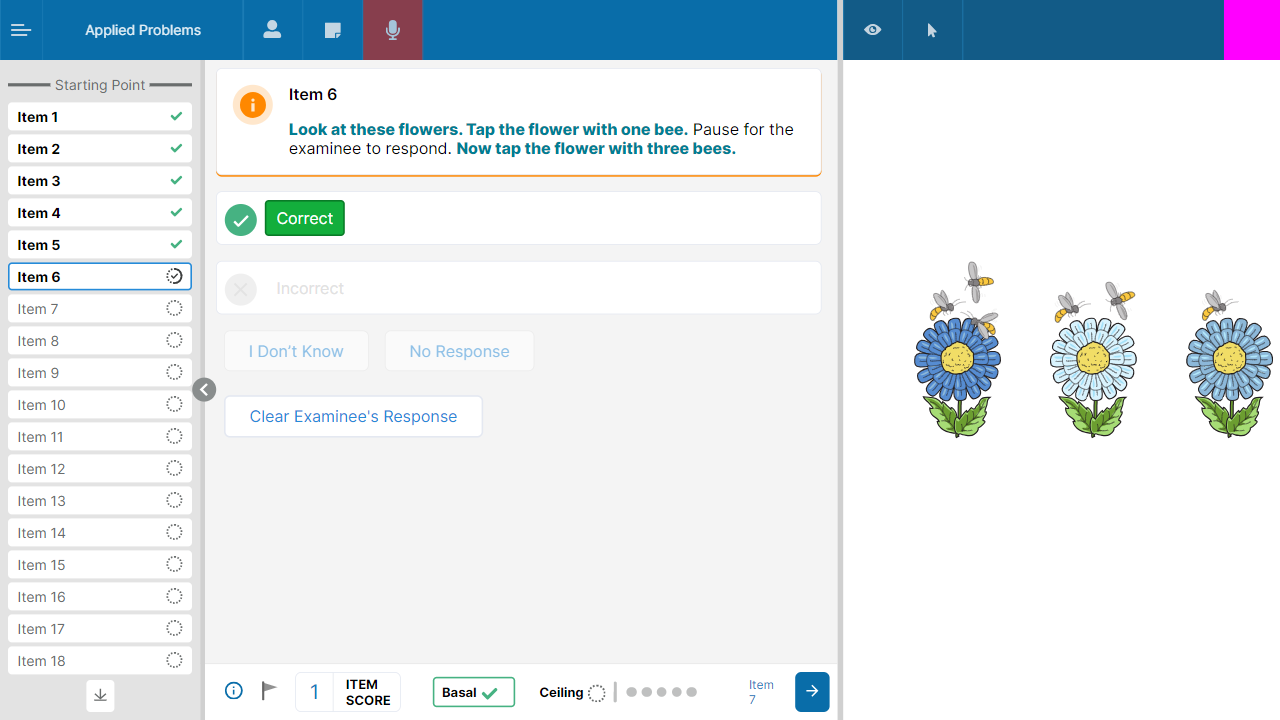 Applied Problems
Starting Point
Item 1
Item 2
Item 3
Item 4
Item 5
Item 6
Item 7
Item 8
Item 9
Item 10
Item 11
Item 12
Item 13
Item 14
Item 15
Item 16
Item 17
Item 18
Item 6
Look at these flowers. Tap the flower with one bee. Pause for the
examinee to respond. Now tap the flower with three bees.
Correct
Incorrect
I Don't Know
No Response
Clear Examinee's Response
1
ITEM
SCORE
Basal
Ceiling
Item
7